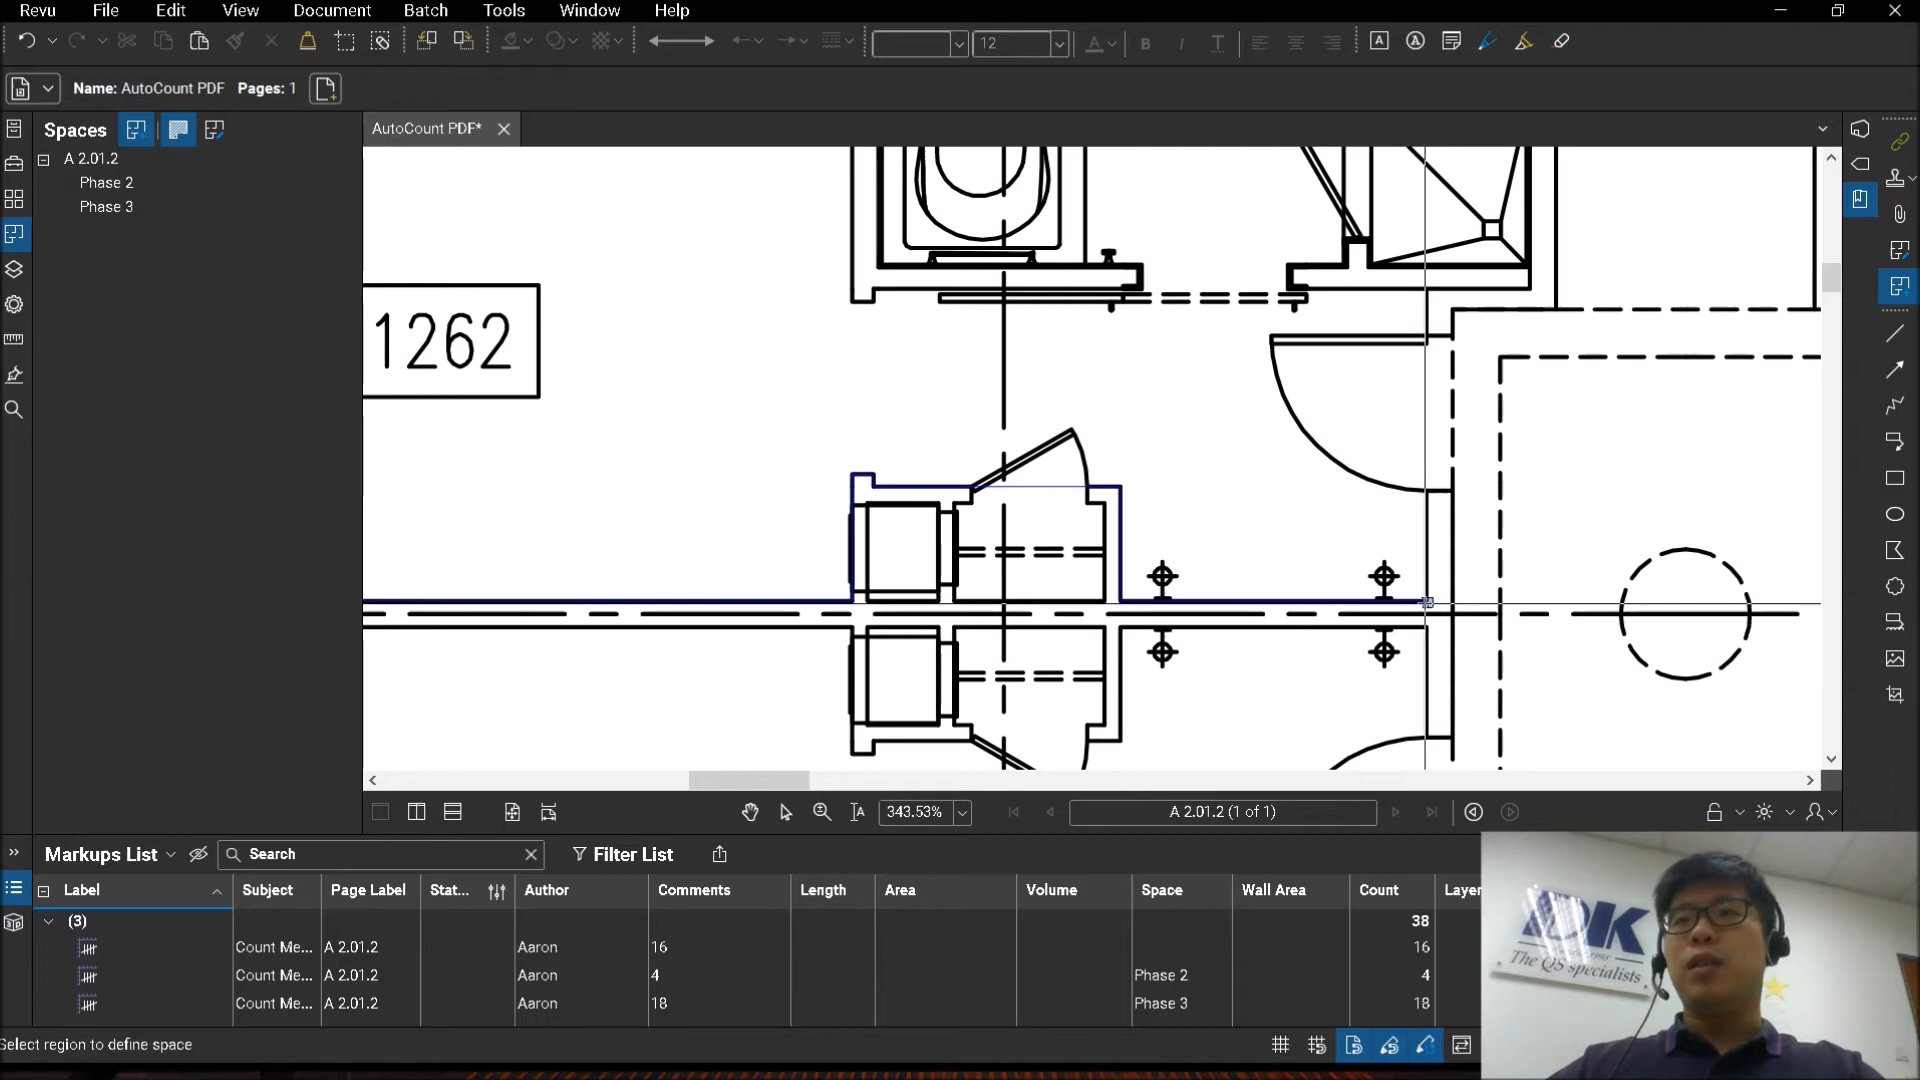 Revu File Edit View Document Batch Tools Window Help
12
Name: AutoCount PDF Pages: 1
Spaces
AutoCount PDF*
A 2.01.2
Phase 2
Phase 3
1262
343.53%
A 2.01.2 (1 of 1)
Markups List Search Filter List
Label Subject Page Label Stat... Author Comments Length Area Volume Space Wall Area Count Layer
(3) 38
Count Me... A 2.01.2 Aaron 16 16
Count Me... A 2.01.2 Aaron 4 Phase 2 4
Count Me... A 2.01.2 Aaron 18 Phase 3 18
Select region to define space
DK
The QS specialists